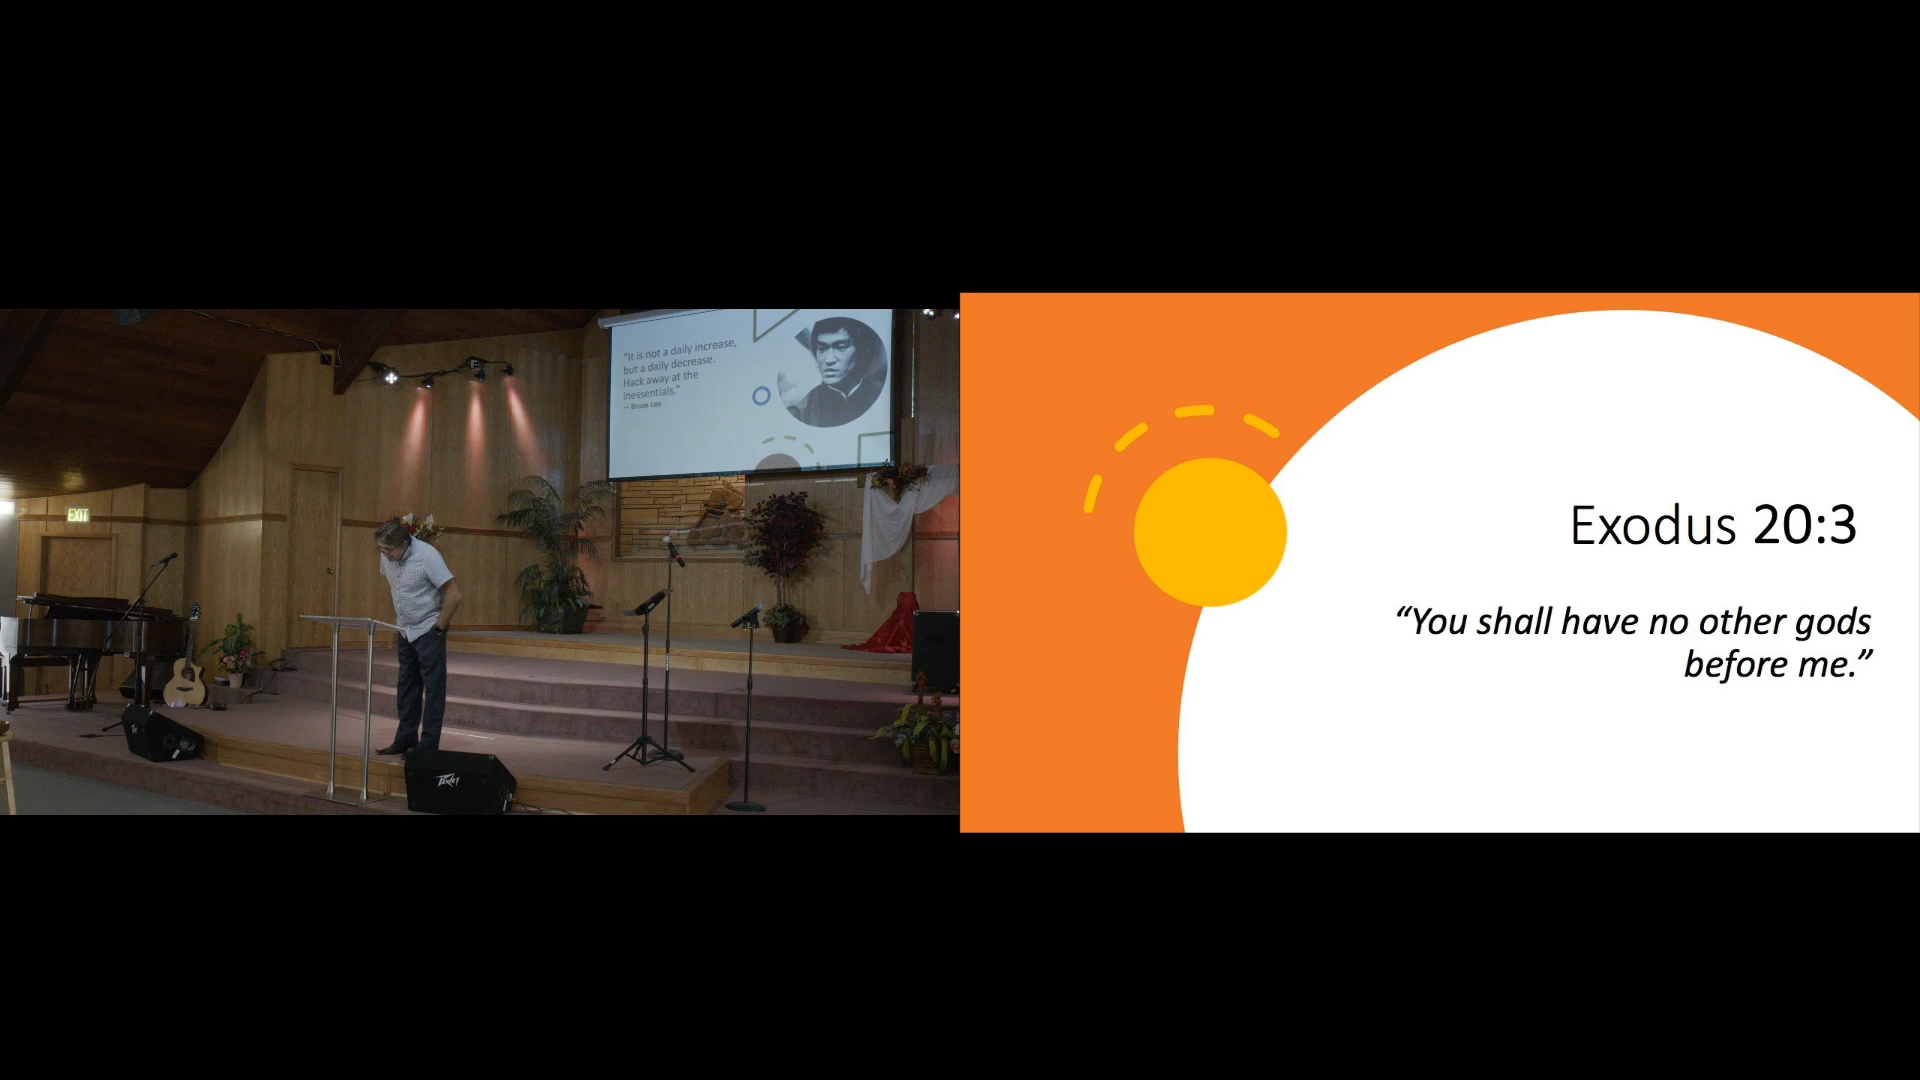 “It is not a daily increase,
but a daily decrease.
Hack away at the
inessentials.”
– Bruce Lee
EXIT
PEAVEY
Exodus 20:3
“You shall have no other gods
before me.”